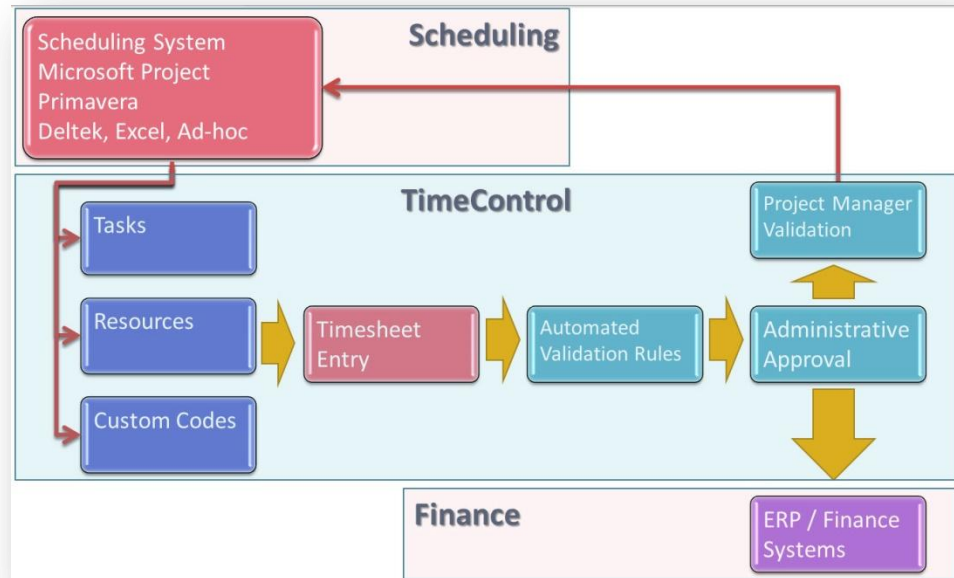 Scheduling
Scheduling System
Microsoft Project
Primavera
Deltek, Excel, Ad-hoc
TimeControl
Tasks
Resources
Custom Codes
Timesheet
Entry
Automated
Validation Rules
Administrative
Approval
Project Manager
Validation
Finance
ERP / Finance
Systems